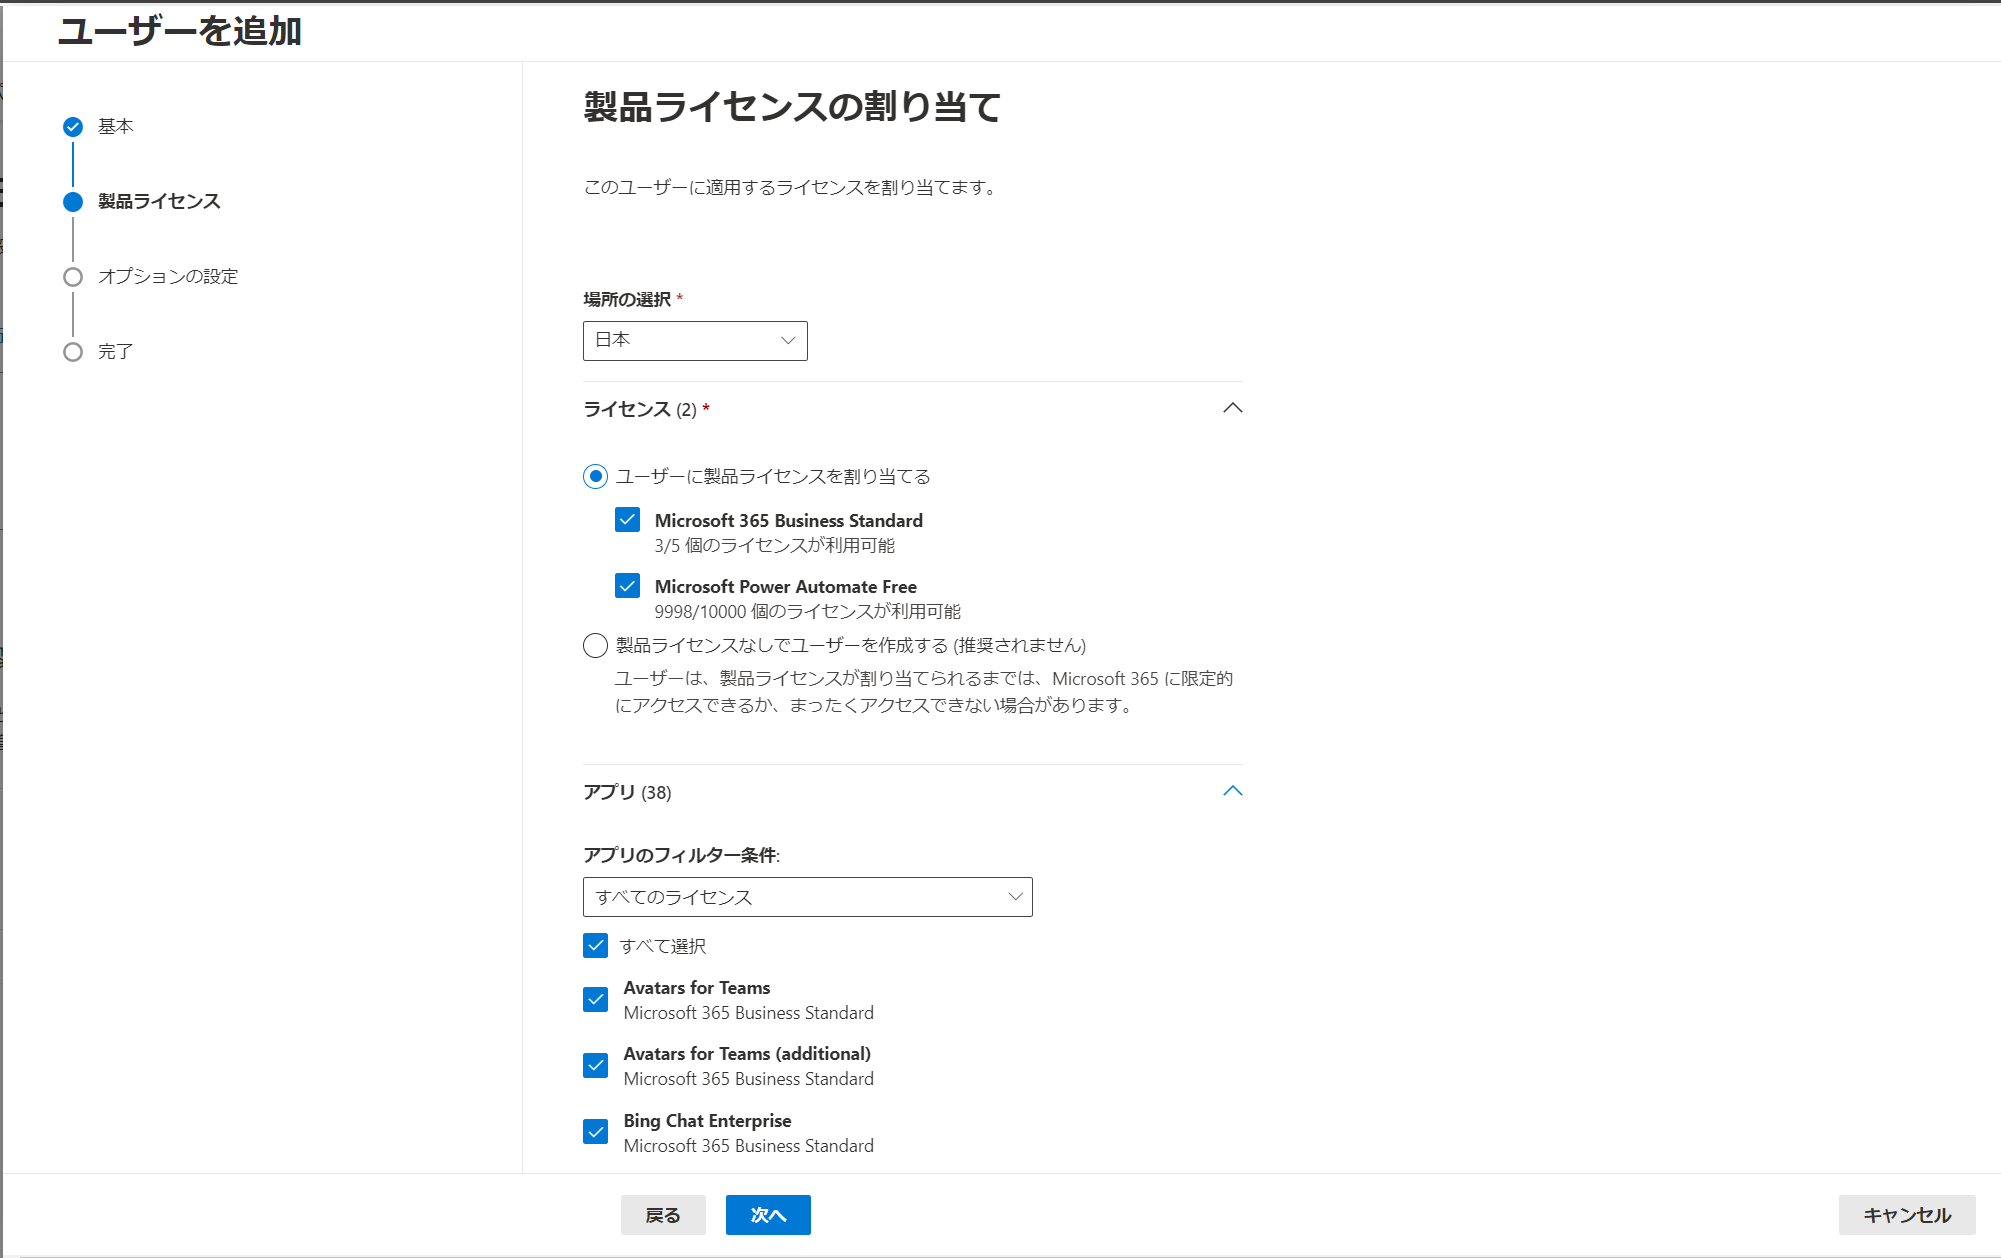 ユーザーを追加
基本
製品ライセンス
オプションの設定
完了
製品ライセンスの割り当て
このユーザーに適用するライセンスを割り当てます。
場所の選択 *
日本
ライセンス (2) *
ユーザーに製品ライセンスを割り当てる
Microsoft 365 Business Standard
3/5 個のライセンスが利用可能
Microsoft Power Automate Free
9998/10000 個のライセンスが利用可能
製品ライセンスなしでユーザーを作成する (推奨されません)
ユーザーは、製品ライセンスが割り当てられるまでは、Microsoft 365 に限定的
にアクセスできるか、まったくアクセスできない場合があります。
アプリ (38)
アプリのフィルター条件:
すべてのライセンス
すべて選択
Avatars for Teams
Microsoft 365 Business Standard
Avatars for Teams (additional)
Microsoft 365 Business Standard
Bing Chat Enterprise
Microsoft 365 Business Standard
戻る
次へ
キャンセル